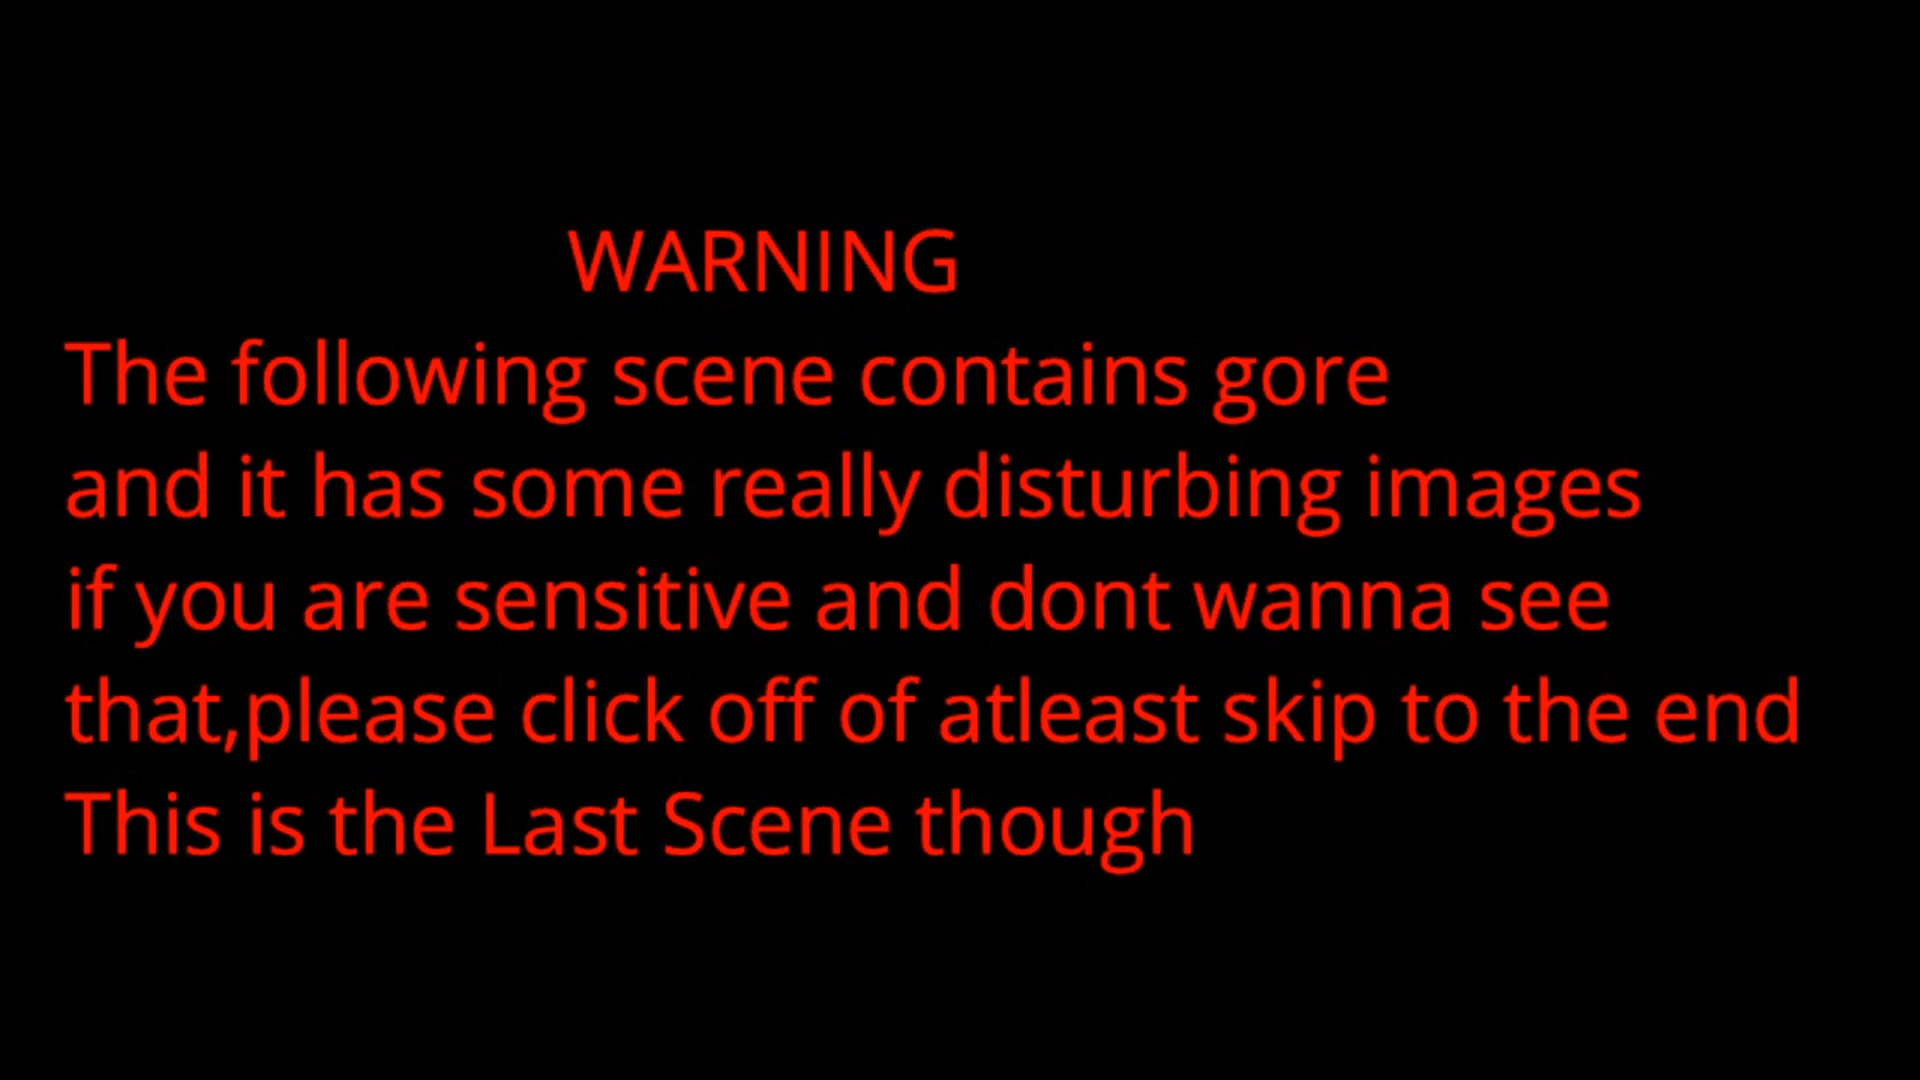 WARNING
The following scene contains gore
and it has some really disturbing images
if you are sensitive and dont wanna see
that,please click off of atleast skip to the end
This is the Last Scene though